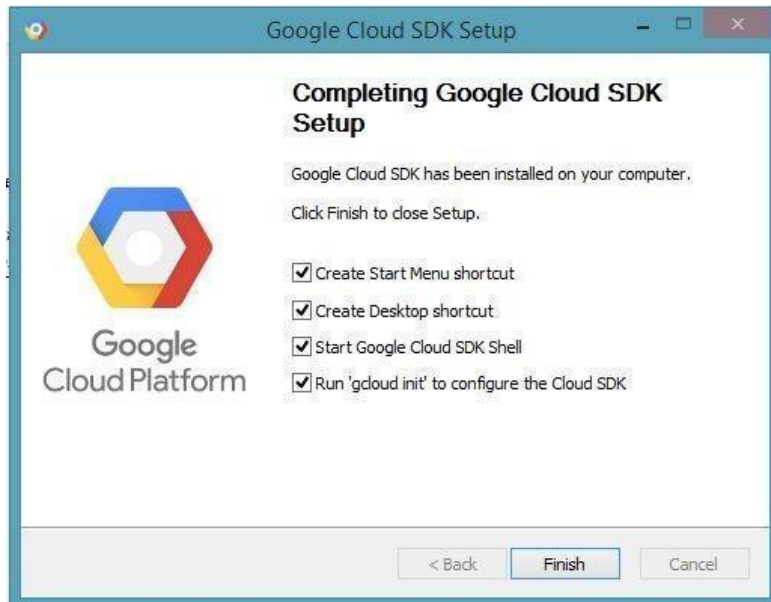 Google Cloud SDK Setup
Completing Google Cloud SDK
Setup
Google Cloud SDK has been installed on your computer.
Click Finish to close Setup.
Create Start Menu shortcut
Create Desktop shortcut
Start Google Cloud SDK Shell
Run 'gcloud init' to configure the Cloud SDK
Google
Cloud Platform
< Back
Finish
Cancel